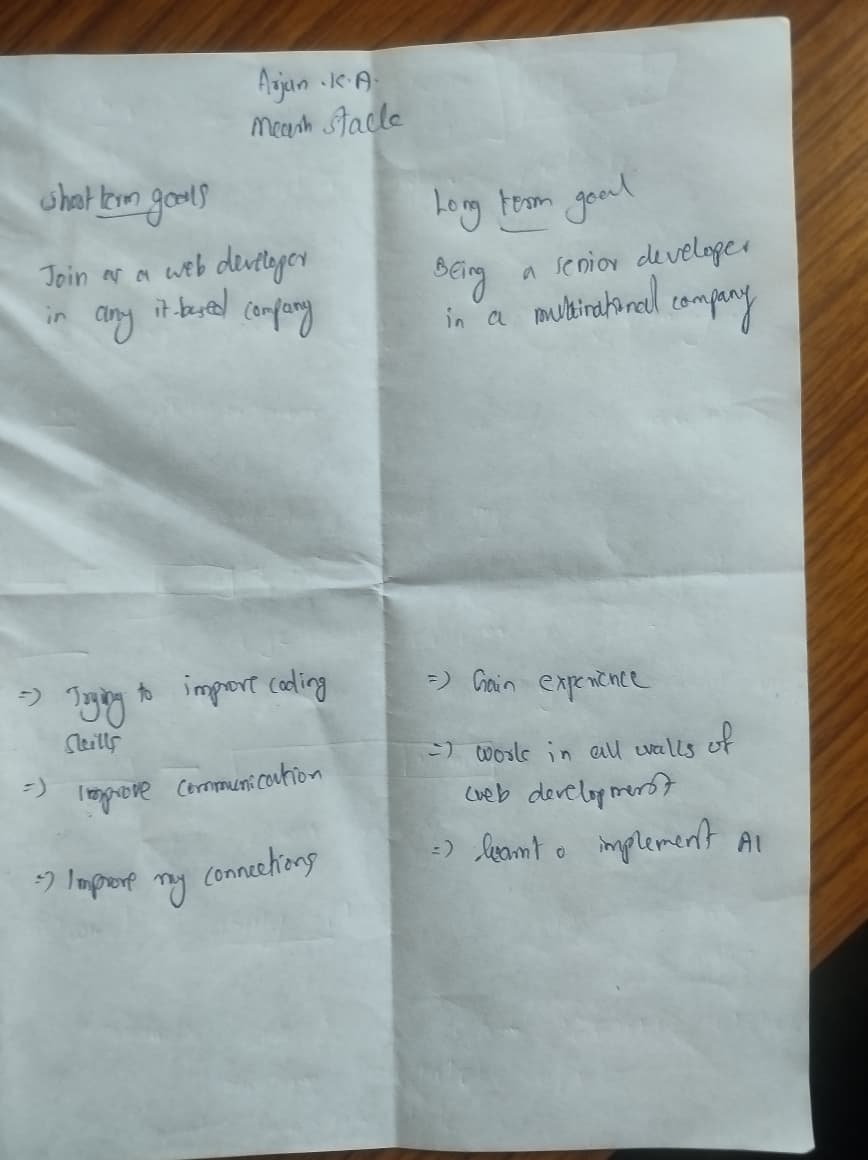 Arjun .K.A.
Mearn Stack
Short term goals
Join as a web developer
in any it-based company
Long term goal
Being a senior developer
in a multinational company
=) Trying to improve coding
Skills
=) Improve communication
=) Improve my connections
=) Gain experience
=) Work in all walls of
web development
=) learnt o implement AI